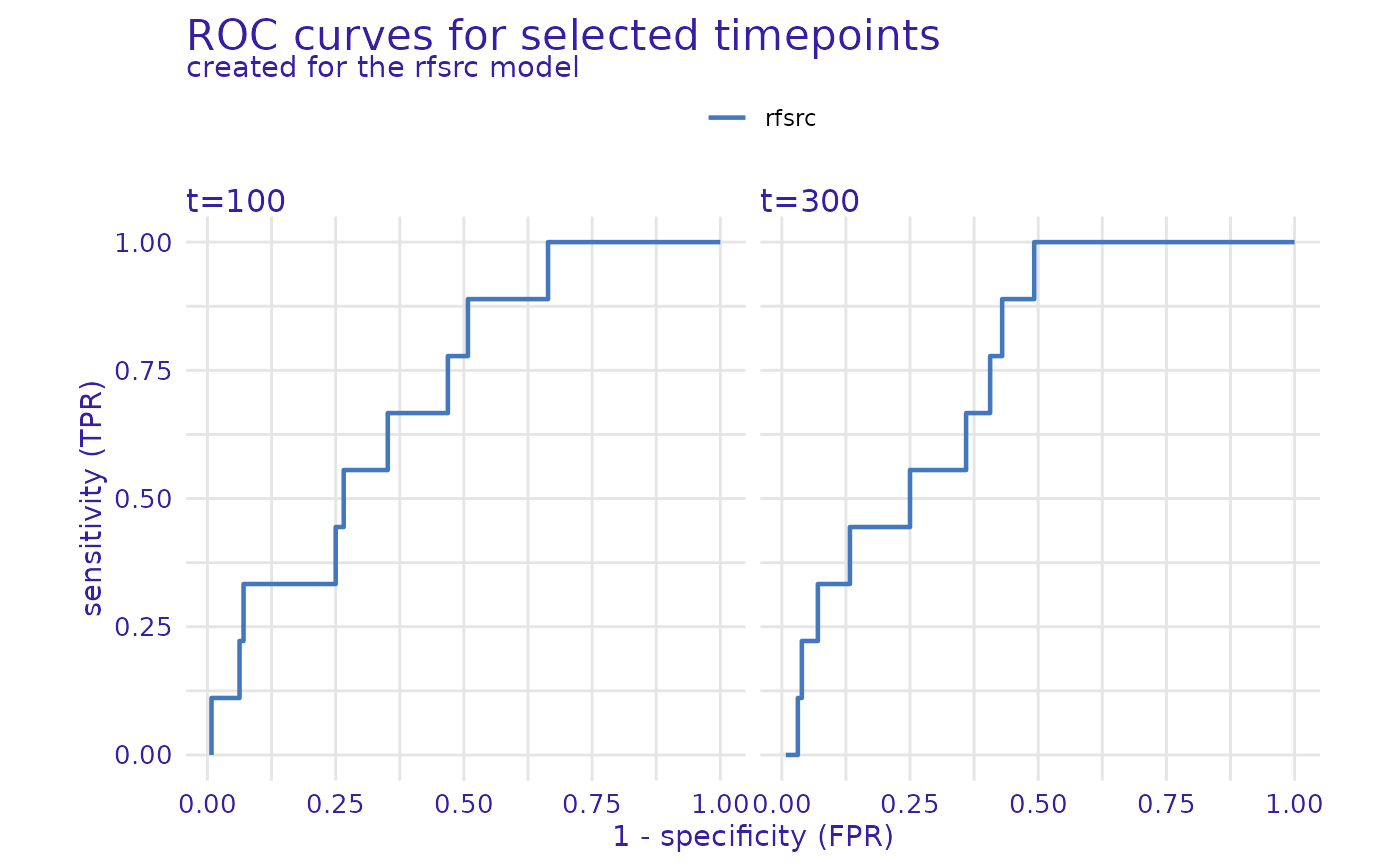 ROC curves for selected timepoints
created for the rfsrc model
rfsrc
t=100
t=300
sensitivity (TPR)
1.00
0.75
0.50
0.25
0.00
0.00 0.25 0.50 0.75 1.00 0.00 0.25 0.50 0.75 1.00
1 - specificity (FPR)